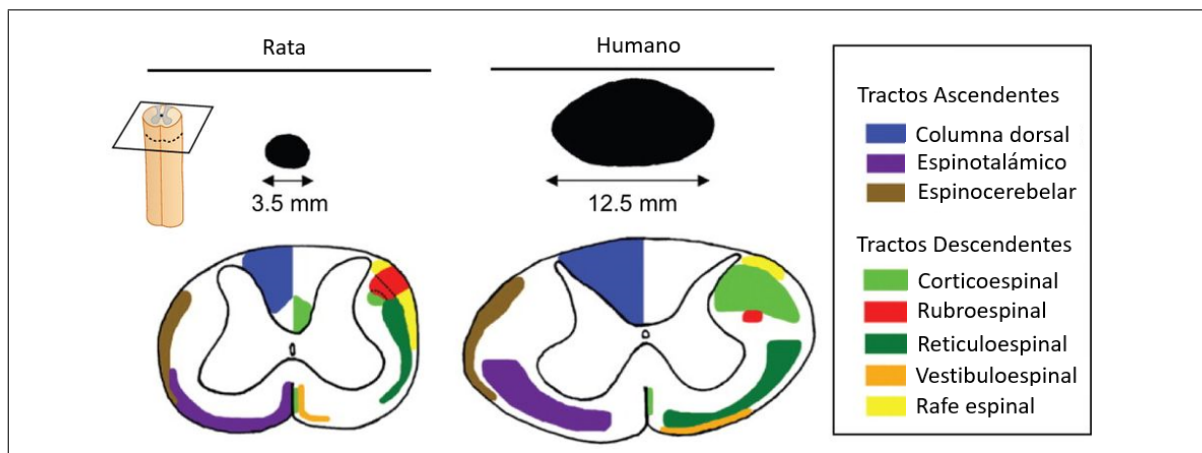 Rata
Humano
3.5 mm
12.5 mm
Tractos Ascendentes
Columna dorsal
Espinotalámico
Espinocerebelar
Tractos Descendentes
Corticoespinal
Rubroespinal
Reticuloespinal
Vestibuloespinal
Rafe espinal